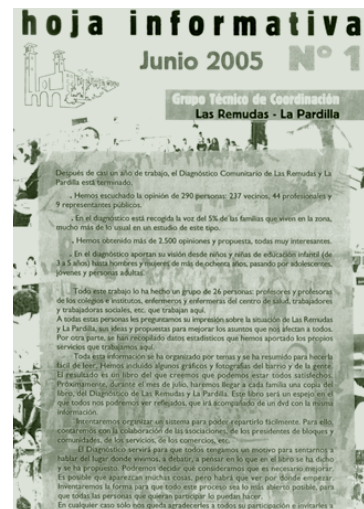 hoja informativa
Junio 2005 Nº 1
Grupo Técnico de Coordinación
Las Remudas - La Pardilla
Después de casi un año de trabajo, el Diagnóstico Comunitario de Las Remudas y La
Pardilla está terminado.
. Hemos escuchado la opinión de 290 personas: 237 vecinos, 44 profesionales y
9 representantes públicos.
. En el diagnóstico está recogida la voz del 5% de las familias que viven en la zona,
mucho más de lo usual en un estudio de este tipo.
. Hemos obtenido más de 2.500 opiniones y propuesta, todas muy interesantes.
. En el diagnóstico aportan su visión desde niños y niñas de educación infantil (de
3 a 5 años) hasta hombres y mujeres de más de ochenta años, pasando por adolescentes,
jóvenes y personas adultas.
Todo este trabajo lo ha hecho un grupo de 26 personas: profesores y profesoras
de los colegios e institutos, enfermeros y enfermeras del centro de salud, trabajadores
y trabajadoras sociales, etc. que trabajan aquí.
A todas estas personas les preguntamos su impresión sobre la situación de Las Remudas
y La Pardilla, sus ideas y propuestas para mejorar los asuntos que nos afectan a todos.
Por otra parte, se han recopilado datos estadísticos que hemos aportado los propios
servicios que trabajamos aquí.
Toda esta información se ha organizado por temas y se ha resumido para hacerla
fácil de leer. Hemos incluido algunos gráficos y fotografías del barrio y de la gente.
El resultado es un libro del que creemos que podemos estar todos satisfechos.
Próximamente, durante el mes de julio, haremos llegar a cada familia una copia del
libro, del Diagnóstico de Las Remudas y La Pardilla. Este libro será un espejo en el
que todos nos podremos ver reflejados, que irá acompañado de un dvd con la misma
información.
Intentaremos organizar un sistema para poder repartirlo fácilmente. Para ello
contaremos con la colaboración de las asociaciones, de los presidentes de bloques y
comunidades, de los servicios, de los comercios, etc.
El Diagnóstico servirá para que todos tengamos un motivo para sentarnos a
hablar del lugar donde vivimos, a debatir, a pensar en lo que en el libro se ha dicho
y se ha propuesto. Podremos decidir que consideramos que es necesario mejorar.
Es posible que aparezcan muchas cosas, pero habrá que ver por donde empezar.
Inventaremos la forma para que todo este proceso sea lo más abierto posible, para
que todas las personas que quieran participar lo puedan hacer.
En cualquier caso sólo nos queda agradecerles a todos su participación e invitarles a